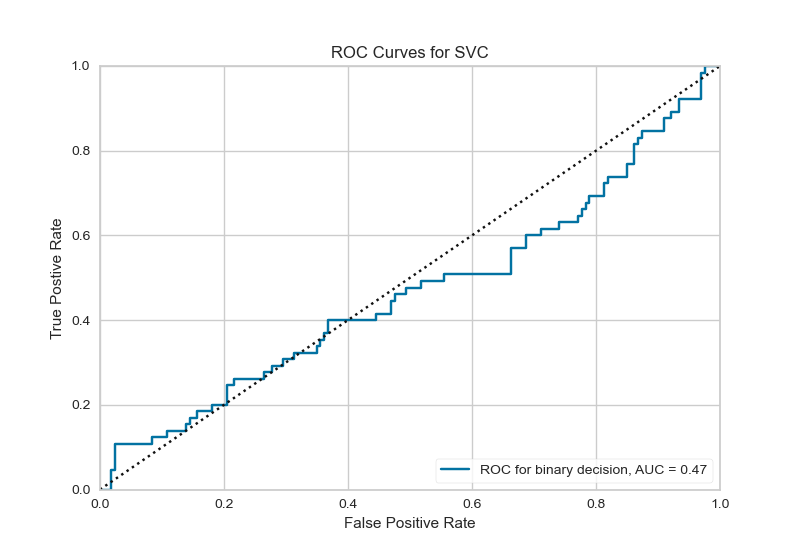 ROC Curves for SVC
1.0
0.8
0.6
0.4
0.2
0.0
True Postive Rate
ROC for binary decision, AUC = 0.47
0.0 0.2 0.4 0.6 0.8 1.0
False Positive Rate